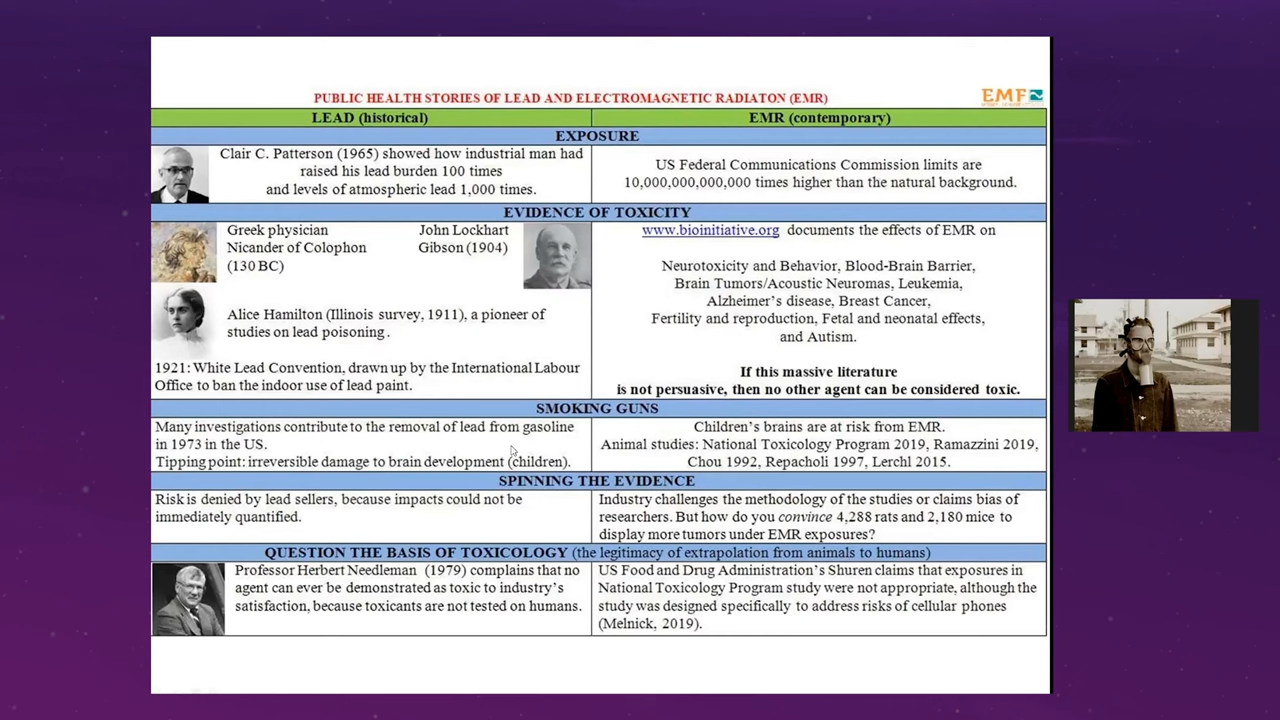 PUBLIC HEALTH STORIES OF LEAD AND ELECTROMAGNETIC RADIATON (EMR)
EMF
LEAD (historical)
EMR (contemporary)
EXPOSURE
Clair C. Patterson (1965) showed how industrial man had
raised his lead burden 100 times
and levels of atmospheric lead 1,000 times.
US Federal Communications Commission limits are
10,000,000,000,000 times higher than the natural background.
EVIDENCE OF TOXICITY
Greek physician
Nicander of Colophon
(130 BC)
John Lockhart
Gibson (1904)
Alice Hamilton (Illinois survey, 1911), a pioneer of
studies on lead poisoning.
1921: White Lead Convention, drawn up by the International Labour
Office to ban the indoor use of lead paint.
www.bioinitiative.org documents the effects of EMR on
Neurotoxicity and Behavior, Blood-Brain Barrier,
Brain Tumors/Acoustic Neuromas, Leukemia,
Alzheimer's disease, Breast Cancer,
Fertility and reproduction, Fetal and neonatal effects,
and Autism.
If this massive literature
is not persuasive, then no other agent can be considered toxic.
SMOKING GUNS
Many investigations contribute to the removal of lead from gasoline
in 1973 in the US.
Tipping point: irreversible damage to brain development (children).
Children's brains are at risk from EMR.
Animal studies: National Toxicology Program 2019, Ramazzini 2019,
Chou 1992, Repacholi 1997, Lerchl 2015.
SPINNING THE EVIDENCE
Risk is denied by lead sellers, because impacts could not be
immediately quantified.
Industry challenges the methodology of the studies or claims bias of
researchers. But how do you convince 4,288 rats and 2,180 mice to
display more tumors under EMR exposures?
QUESTION THE BASIS OF TOXICOLOGY (the legitimacy of extrapolation from animals to humans)
Professor Herbert Needleman (1979) complains that no
agent can ever be demonstrated as toxic to industry's
satisfaction, because toxicants are not tested on humans.
US Food and Drug Administration's Shuren claims that exposures in
National Toxicology Program study were not appropriate, although the
study was designed specifically to address risks of cellular phones
(Melnick, 2019).